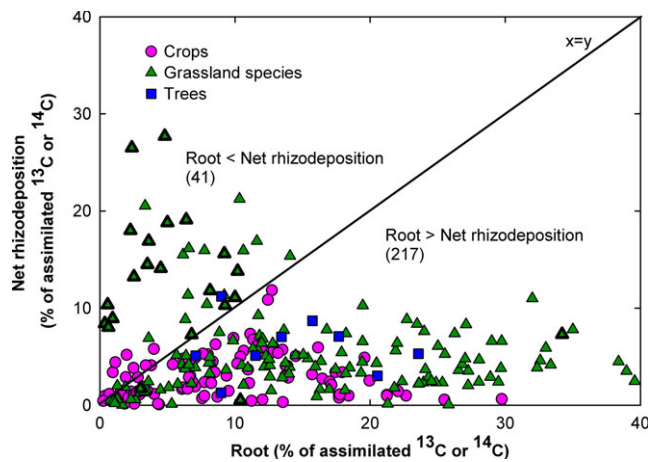 40
30
20
10
0
Net rhizodeposition
(% of assimilated ¹³C or ¹⁴C)
Crops
Grassland species
Trees
x=y
Root < Net rhizodeposition
(41)
Root > Net rhizodeposition
(217)
0 10 20 30 40
Root (% of assimilated ¹³C or ¹⁴C)